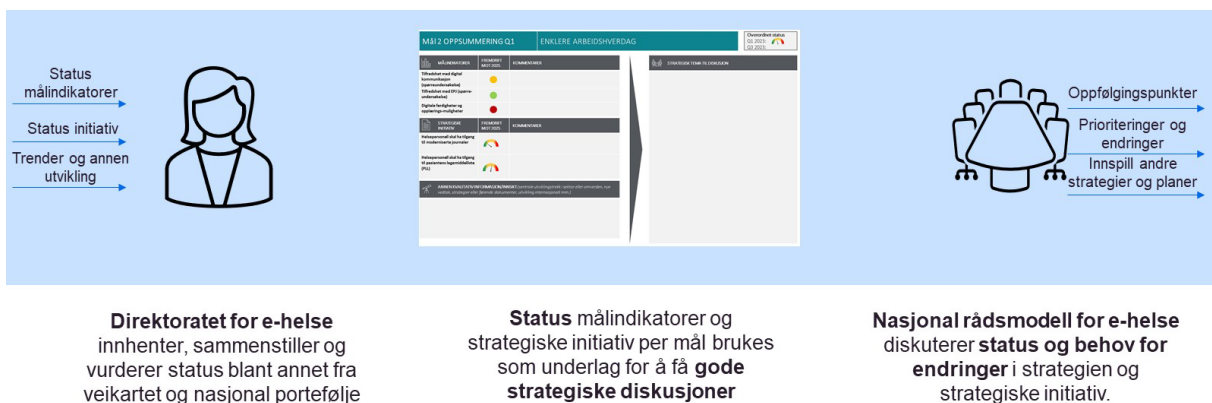 Status
målindikatorer
Status initiativ
Trender og annen
utvikling
Mål 2 OPPSUMMERING Q1
ENKLERE ARBEIDSHVERDAG
Overordnet status
Q1 2023:
Q3 2023:
MÅLINDIKATORER
FREMDRIFT
MOT 2025
KOMMENTARER
STRATEGISK TEMA TIL DISKUSJON
Tilfredshet med digital
kommunikasjon
(spørreundersøkelse)
Tilfredshet med EPJ (spørre-
undersøkelse)
Digitale ferdigheter og
opplærings-muligheter
STRATEGISKE
INITIATIV
FREMDRIFT
MOT 2025
KOMMENTARER
Helsepersonell skal ha tilgang
til moderniserte journaler
Helsepersonell skal ha tilgang
til pasientens legemiddelliste
(PLL)
Oppfølgingspunkter
Prioriteringer og
endringer
Innspill andre
strategier og planer
Direktoratet for e-helse
innhenter, sammenstiller og
vurderer status blant annet fra
veikartet og nasjonal portefølje
Status målindikatorer og
strategiske initiativ per mål brukes
som underlag for å få gode
strategiske diskusjoner
Nasjonal rådsmodell for e-helse
diskuterer status og behov for
endringer i strategien og
strategiske initiativ.